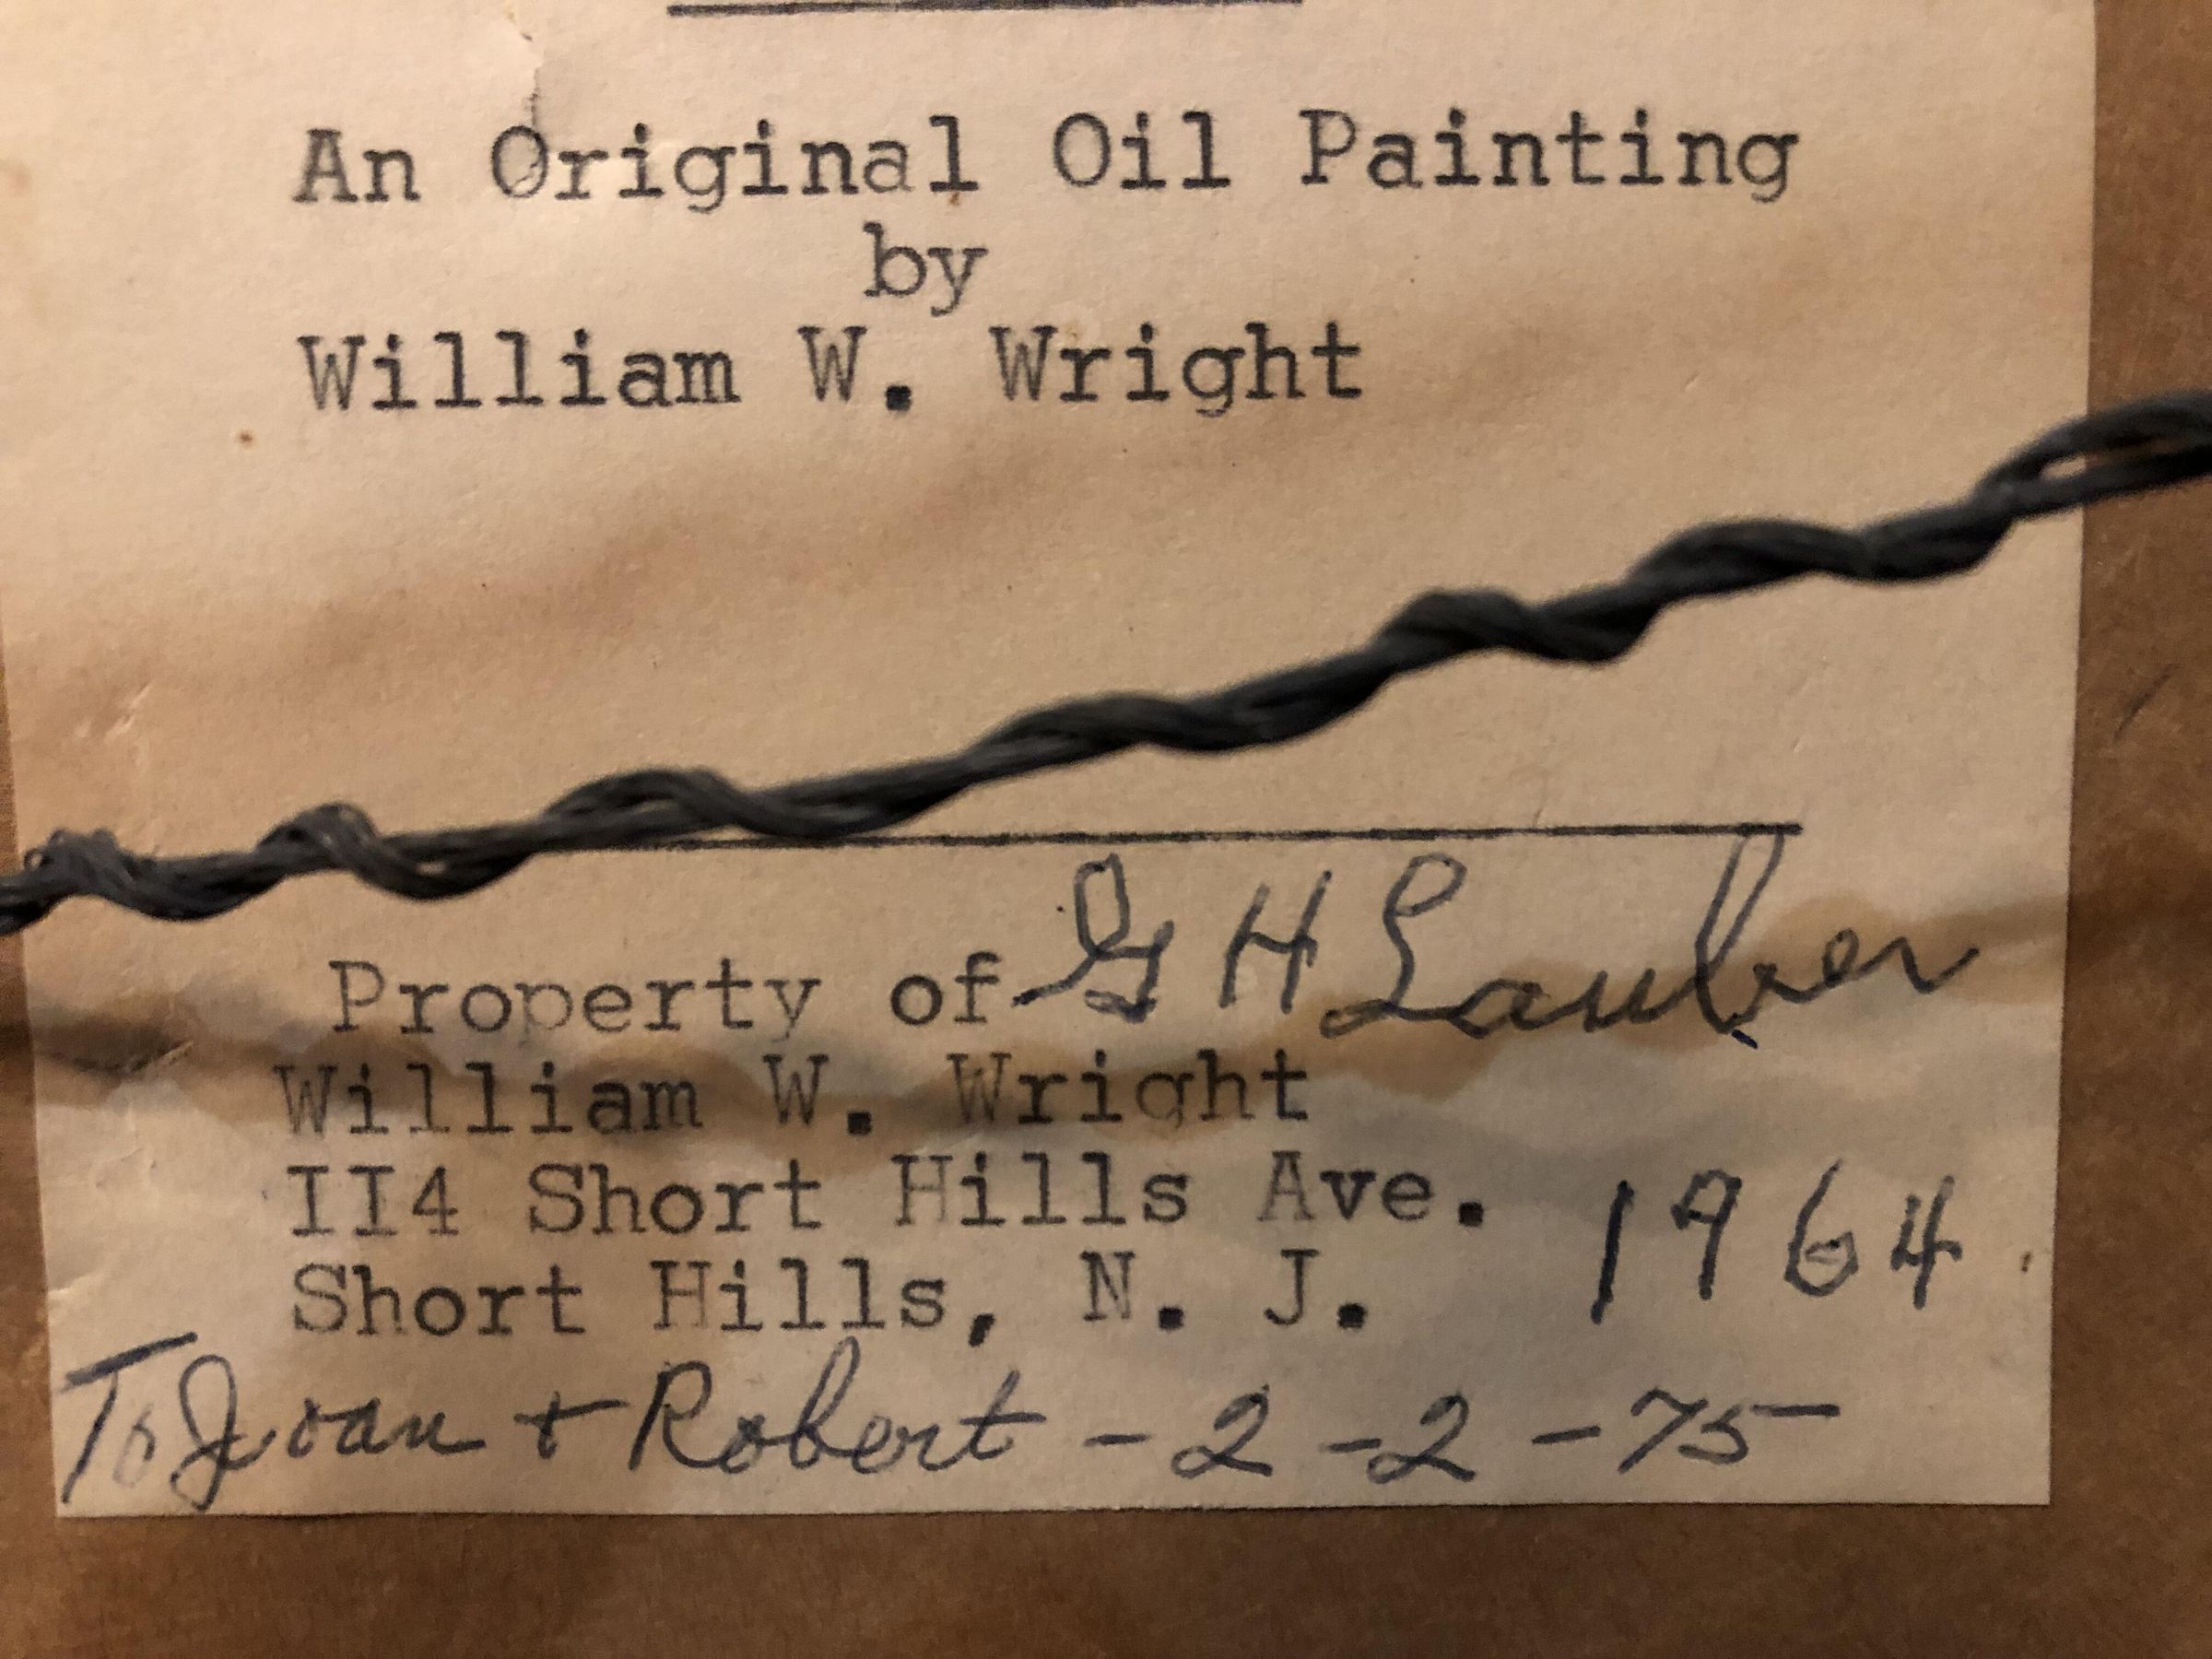 An Original Oil Painting
by
William W. Wright
Property of G H Lauber
William W. Wright
II4 Short Hills Ave. 1964
Short Hills, N. J.
To Joan + Robert - 2 - 2 - 75